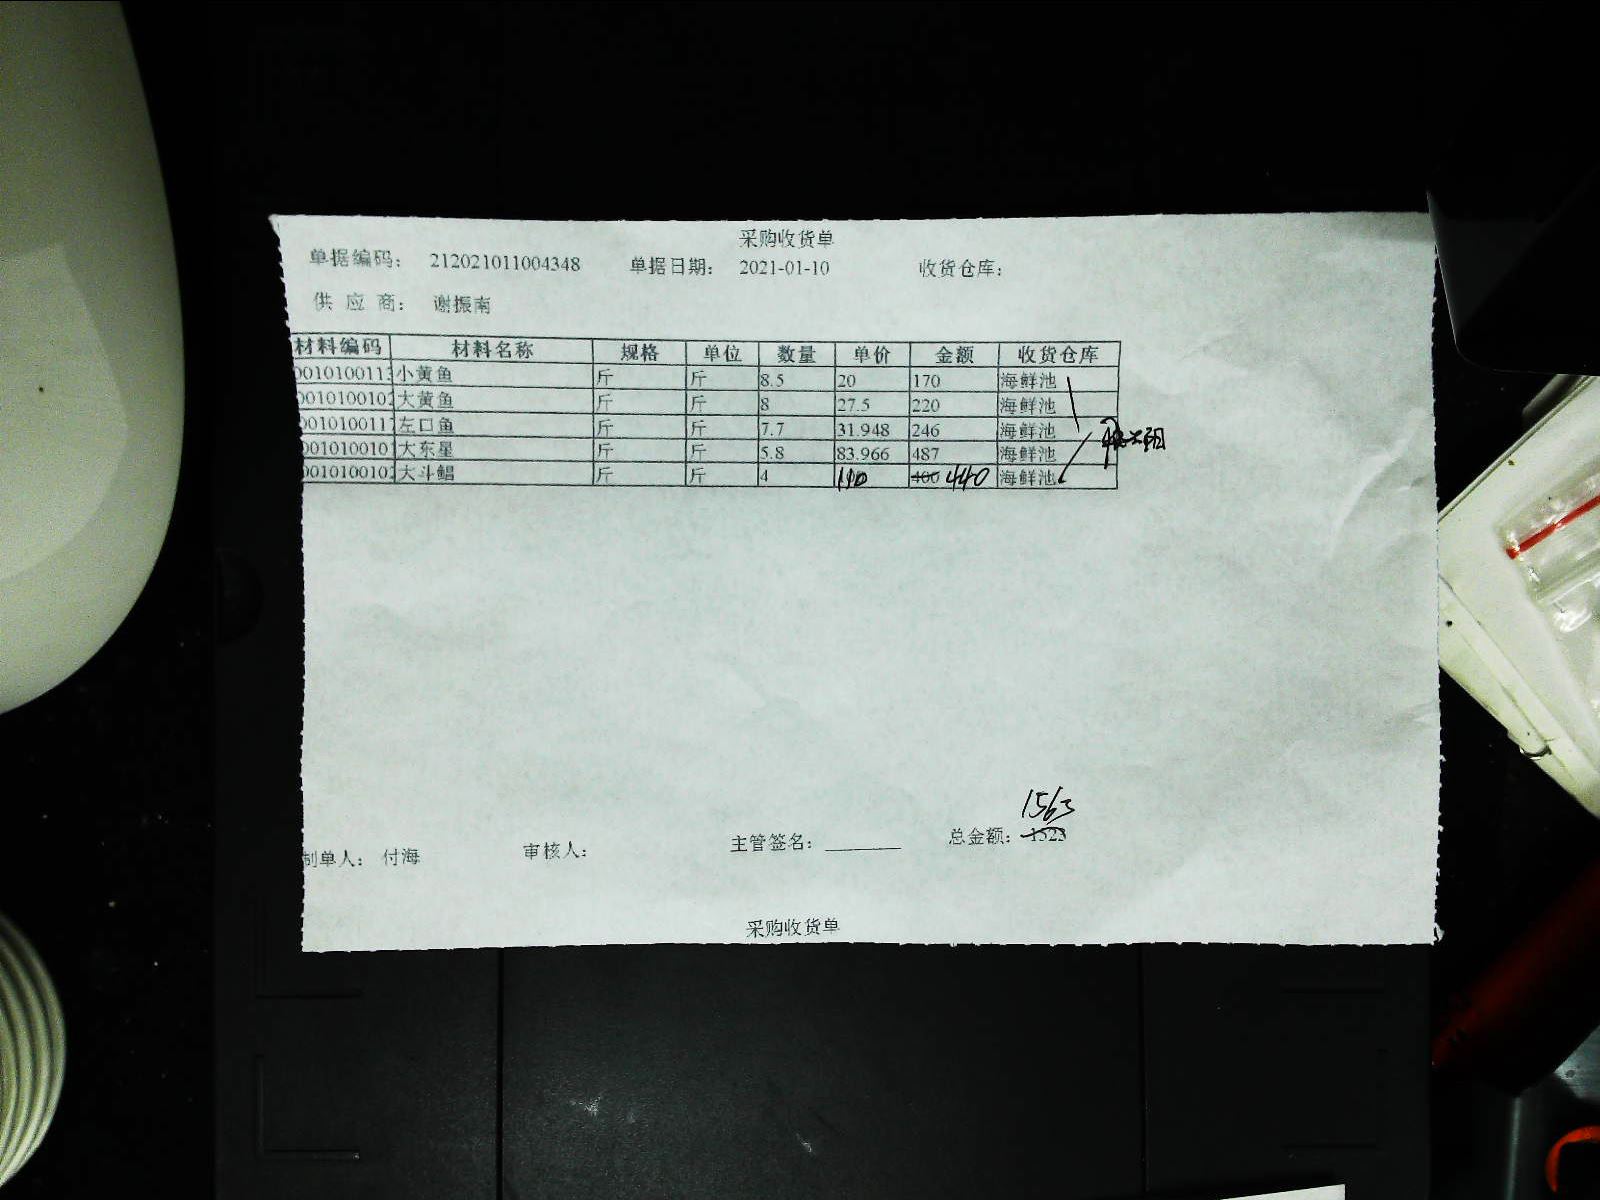 采购收货单
单据编码： 212021011004348 单据日期： 2021-01-10 收货仓库：
供 应 商： 谢振南
材料编码 材料名称 规格 单位 数量 单价 金额 收货仓库
0010100113 小黄鱼 斤 斤 8.5 20 170 海鲜池
0010100102 大黄鱼 斤 斤 8 27.5 220 海鲜池
0010100117 左口鱼 斤 斤 7.7 31.948 246 海鲜池
0010100101 大东星 斤 斤 5.8 83.966 487 海鲜池
0010100102 大斗鲳 斤 斤 4 110 400 440 海鲜池
1563
制单人： 付海 审核人： 主管签名： 总金额： 1523
采购收货单